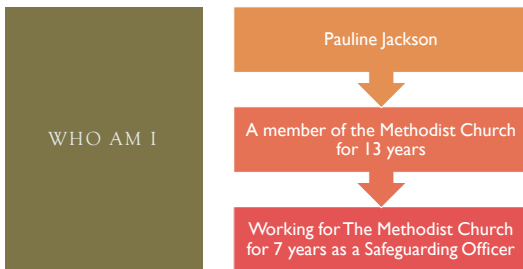 WHO AM I
Pauline Jackson
A member of the Methodist Church
for 13 years
Working for The Methodist Church
for 7 years as a Safeguarding Officer